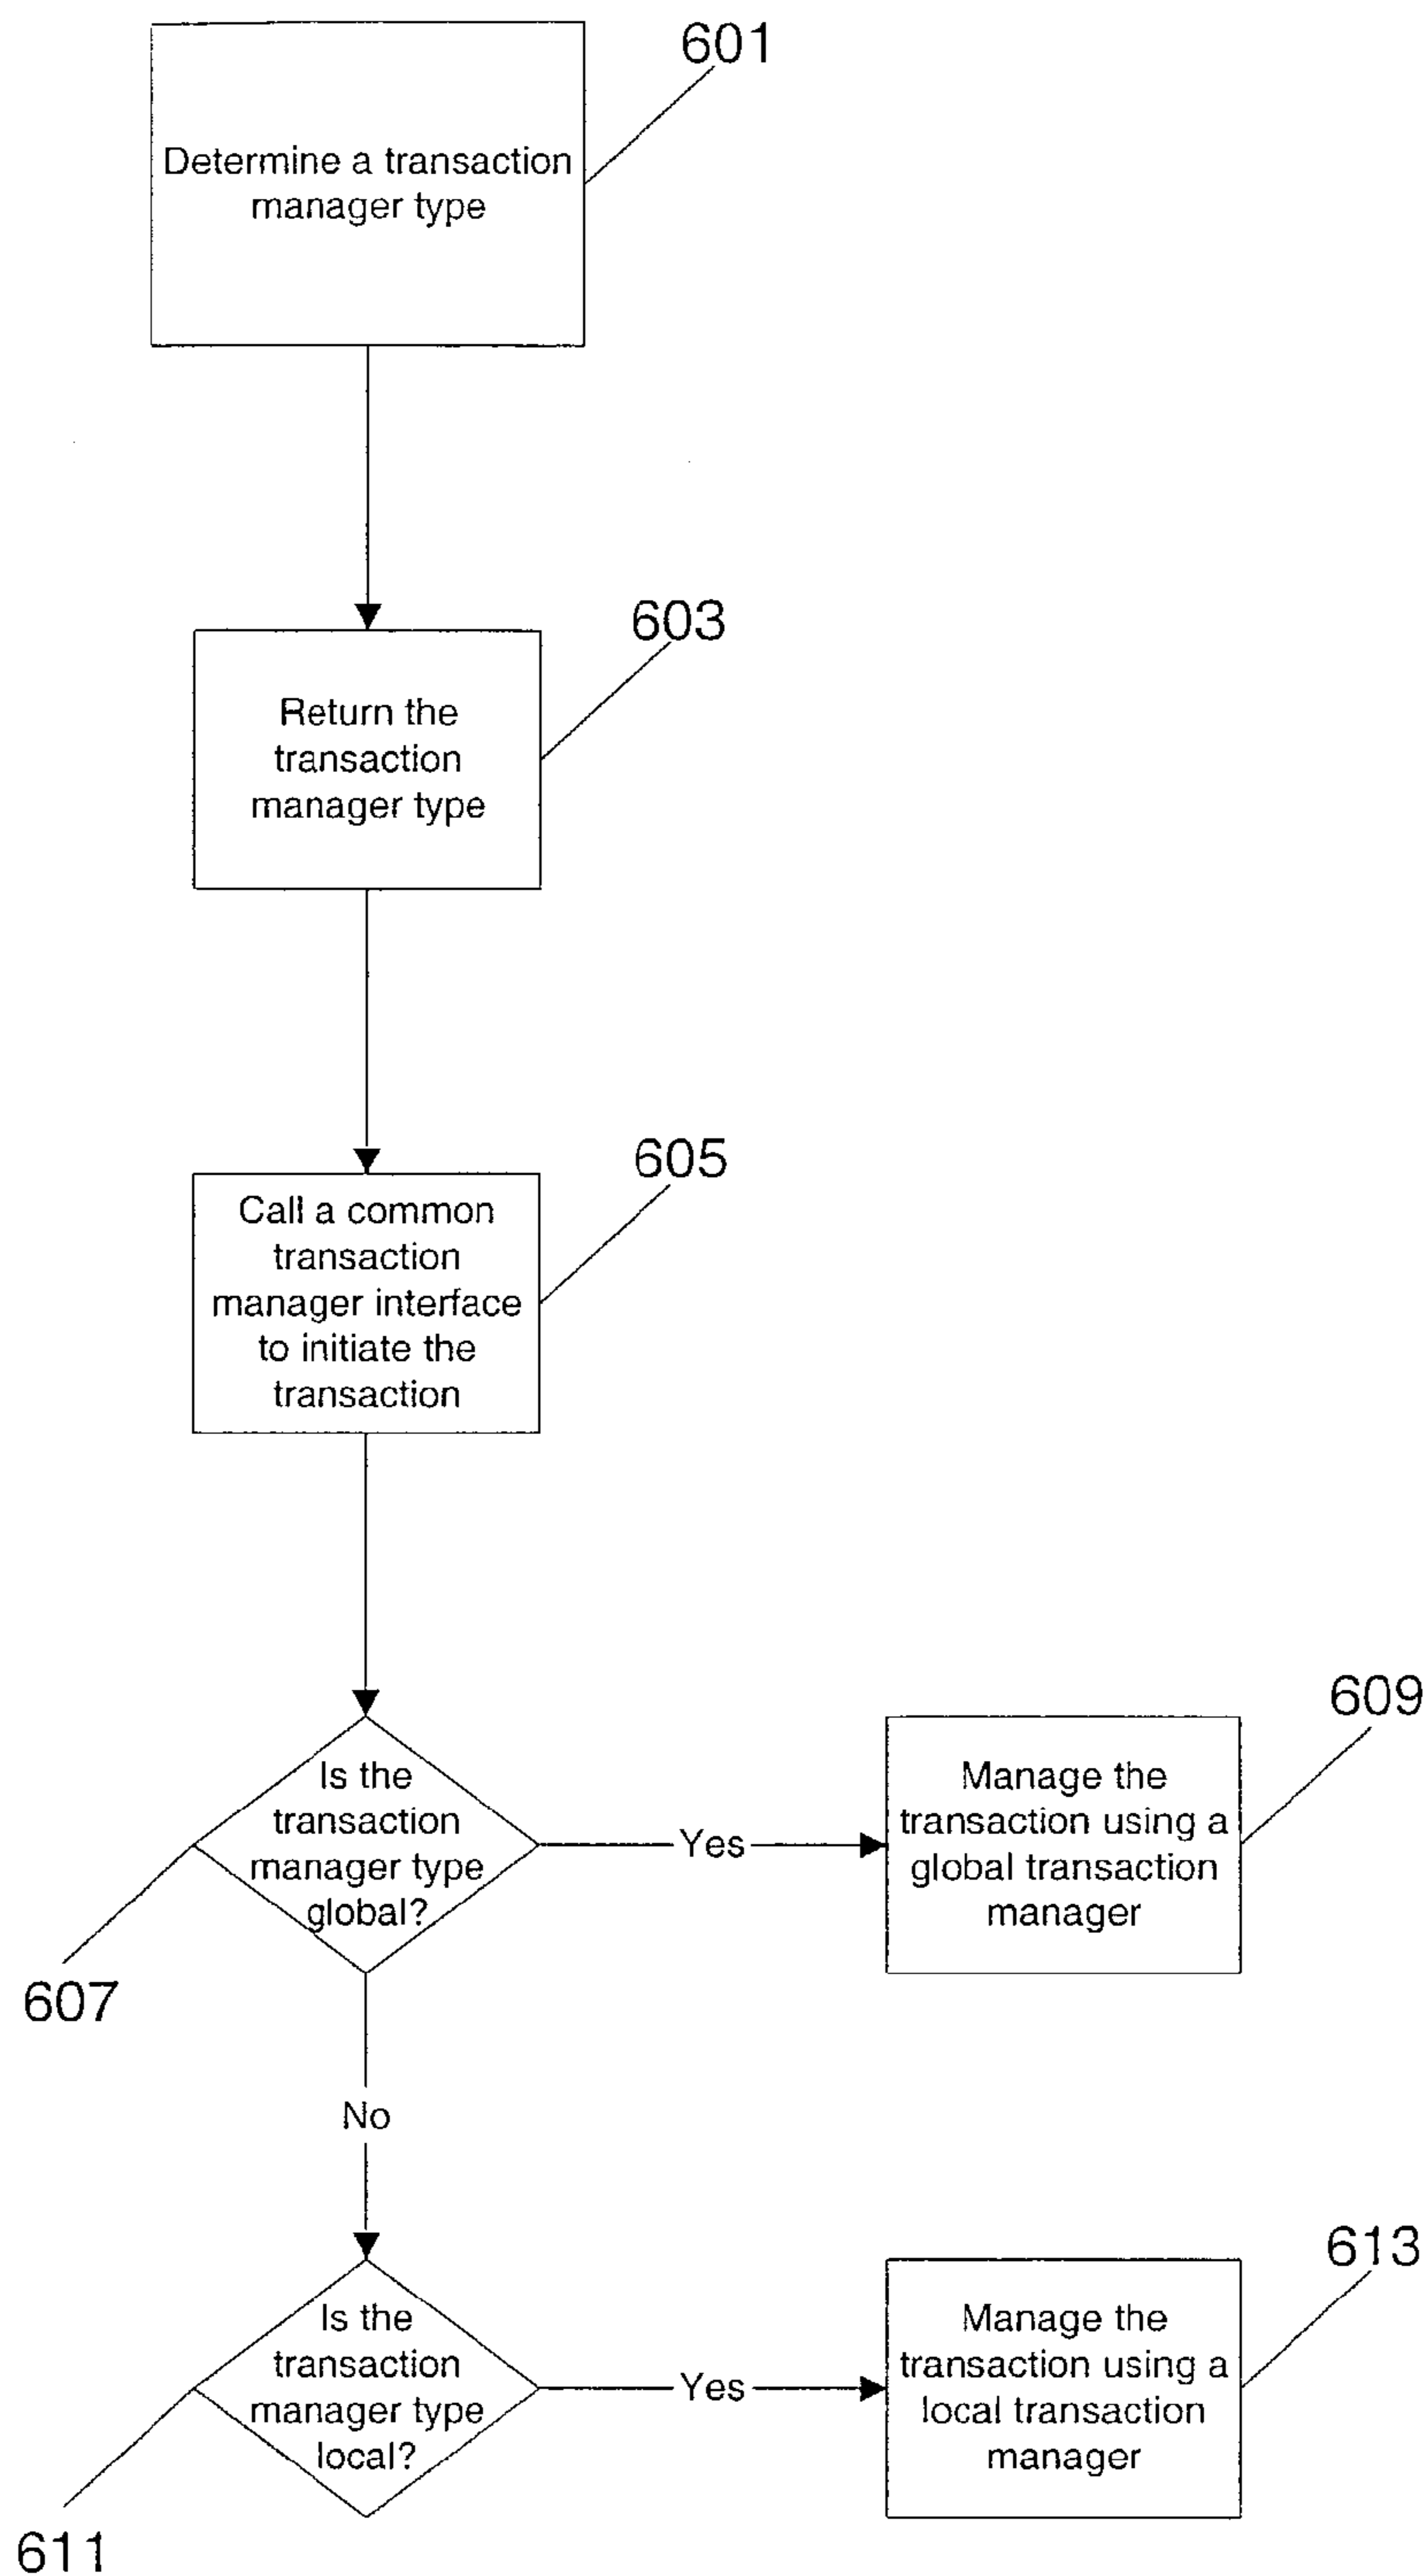 601
Determine a transaction
manager type
603
Return the
transaction
manager type
605
Call a common
transaction
manager interface
to initiate the
transaction
607
Is the
transaction
manager type
global?
Yes
609
Manage the
transaction using a
global transaction
manager
No
611
Is the
transaction
manager type
local?
Yes
613
Manage the
transaction using a
local transaction
manager